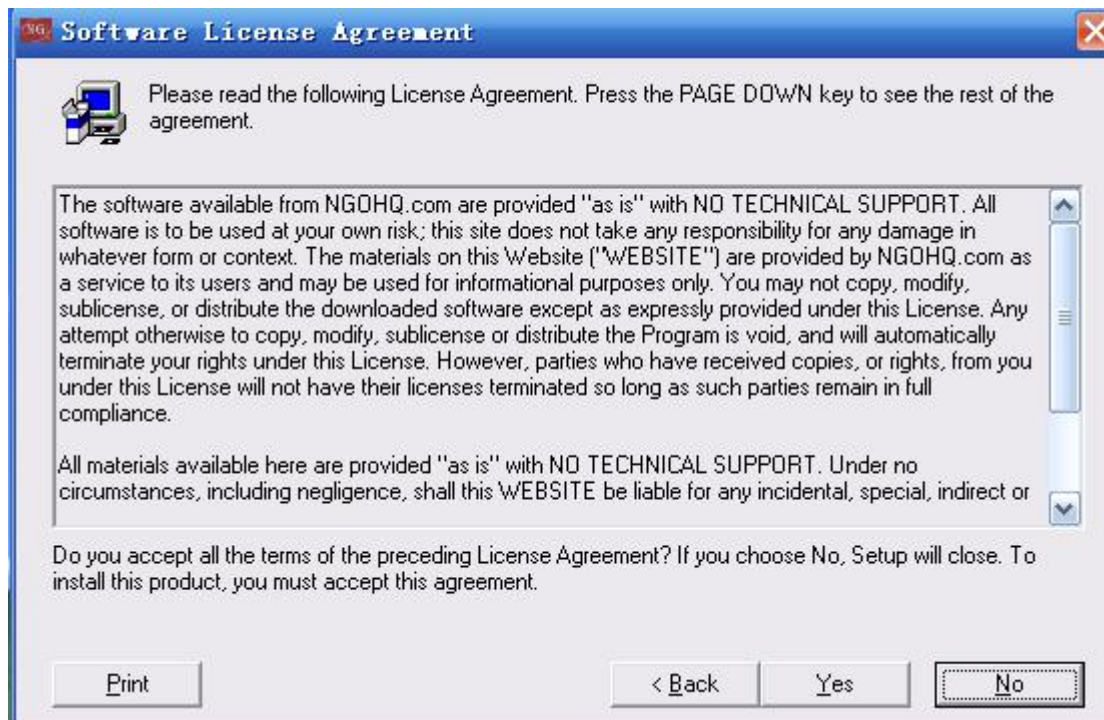 NG Software License Agreement
Please read the following License Agreement. Press the PAGE DOWN key to see the rest of the
agreement.
The software available from NGOHQ.com are provided "as is" with NO TECHNICAL SUPPORT. All
software is to be used at your own risk; this site does not take any responsibility for any damage in
whatever form or context. The materials on this Website ("WEBSITE") are provided by NGOHQ.com as
a service to its users and may be used for informational purposes only. You may not copy, modify,
sublicense, or distribute the downloaded software except as expressly provided under this License. Any
attempt otherwise to copy, modify, sublicense or distribute the Program is void, and will automatically
terminate your rights under this License. However, parties who have received copies, or rights, from you
under this License will not have their licenses terminated so long as such parties remain in full
compliance.
All materials available here are provided "as is" with NO TECHNICAL SUPPORT. Under no
circumstances, including negligence, shall this WEBSITE be liable for any incidental, special, indirect or
Do you accept all the terms of the preceding License Agreement? If you choose No, Setup will close. To
install this product, you must accept this agreement.
Print < Back Yes No